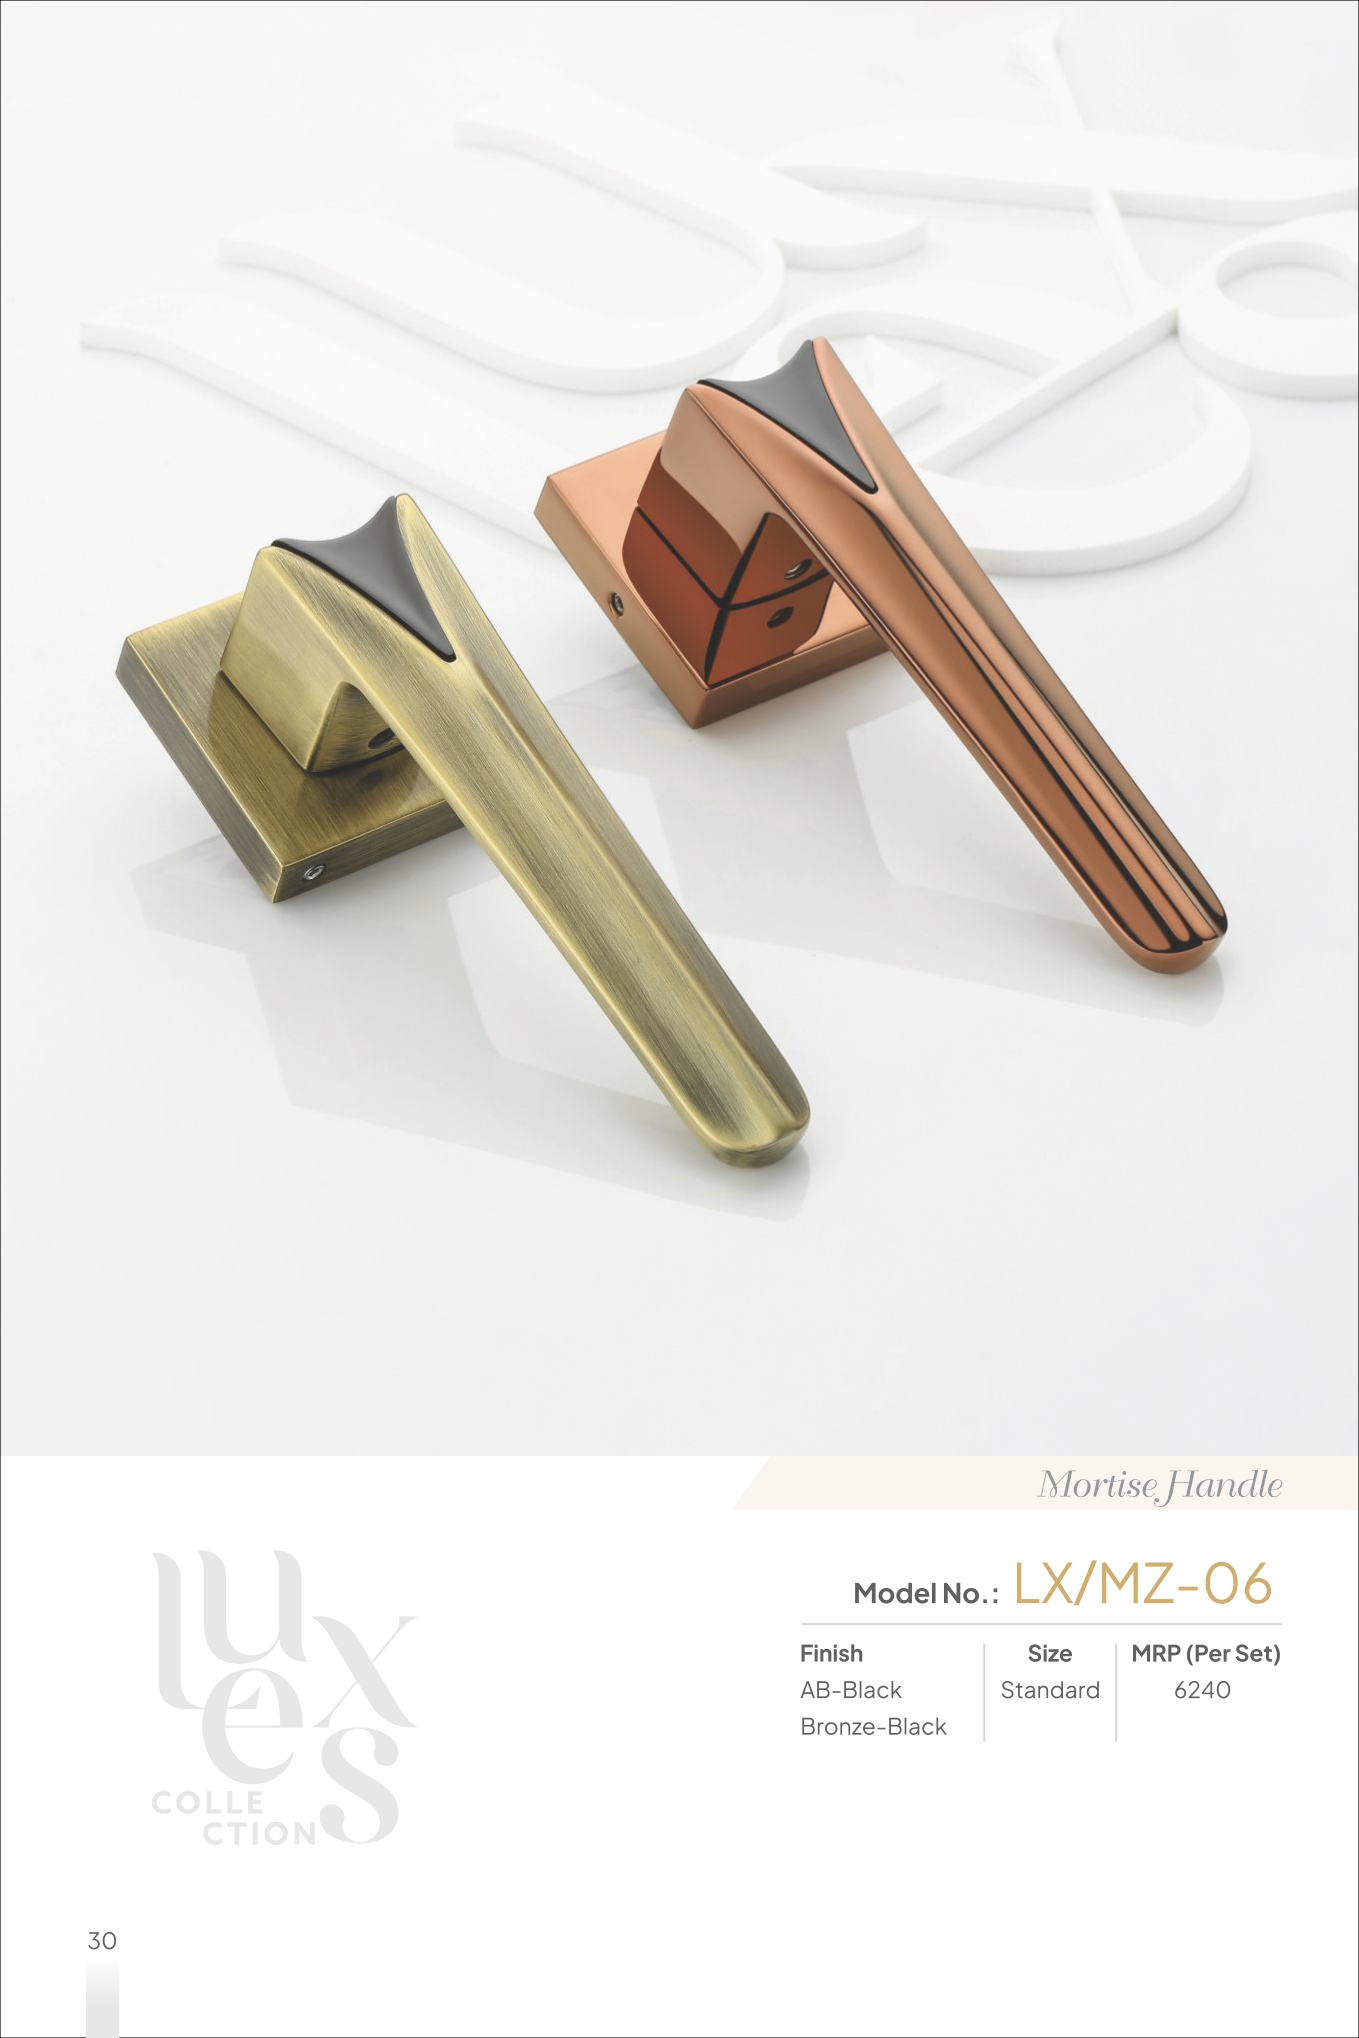 Mortise Handle
Model No.: LX/MZ-06
Finish Size MRP (Per Set)
AB-Black Standard 6240
Bronze-Black
luxes
COLLE
CTION
30